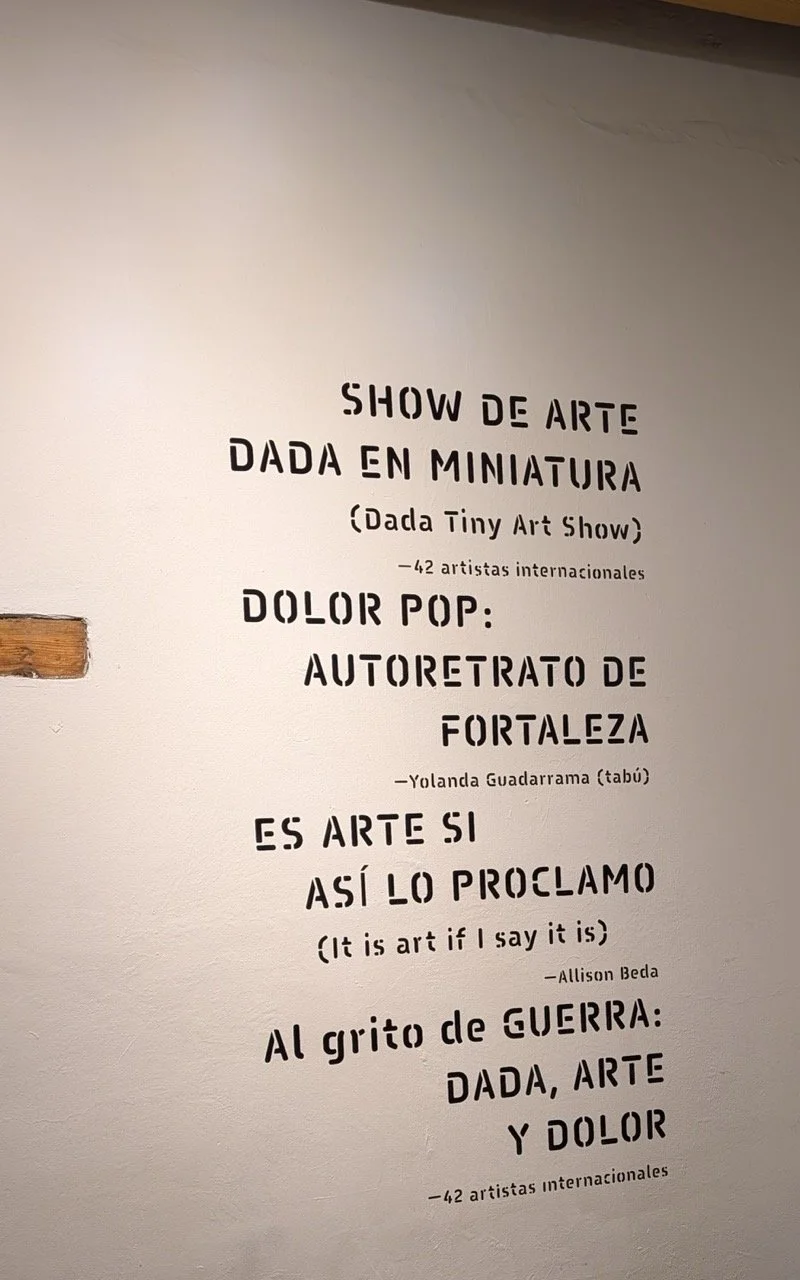 SHOW DE ARTE
DADA EN MINIATURA
(Dada Tiny Art Show)
—42 artistas internacionales
DOLOR POP:
AUTORETRATO DE
FORTALEZA
—Yolanda Guadarrama (tabú)
ES ARTE SI
ASÍ LO PROCLAMO
(It is art if I say it is)
—Allison Beda
Al grito de GUERRA:
DADA, ARTE
Y DOLOR
—42 artistas internacionales